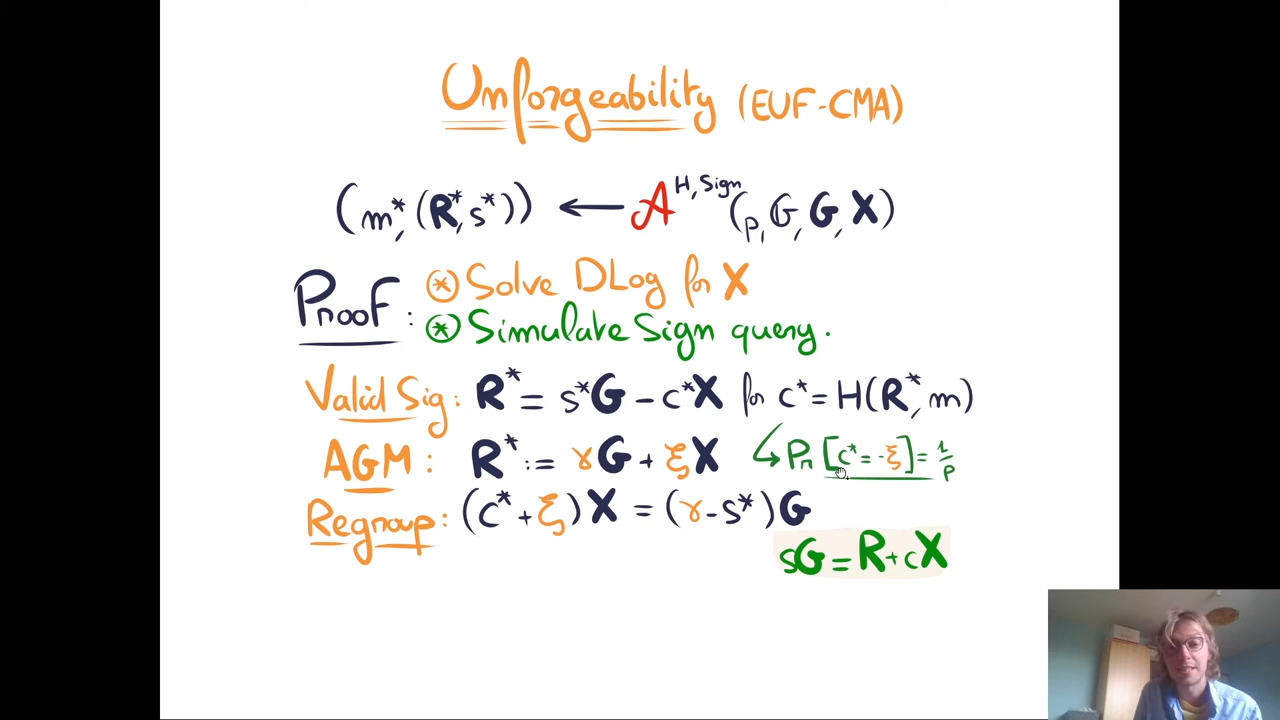 Unforgeability (EUF-CMA)
(m*, (R*, s*)) ← A^{H, Sign} (p, G, G, X)
Proof: ⊛ Solve DLog for X
⊛ Simulate Sign query.
Valid Sig: R* = s*G - c*X for c* = H(R*, m)
AGM: R* := γG + ξX ↳ Pr [c* = -ξ] = 1/p
Regroup: (c* + ξ)X = (γ - s*)G
sG = R + cX